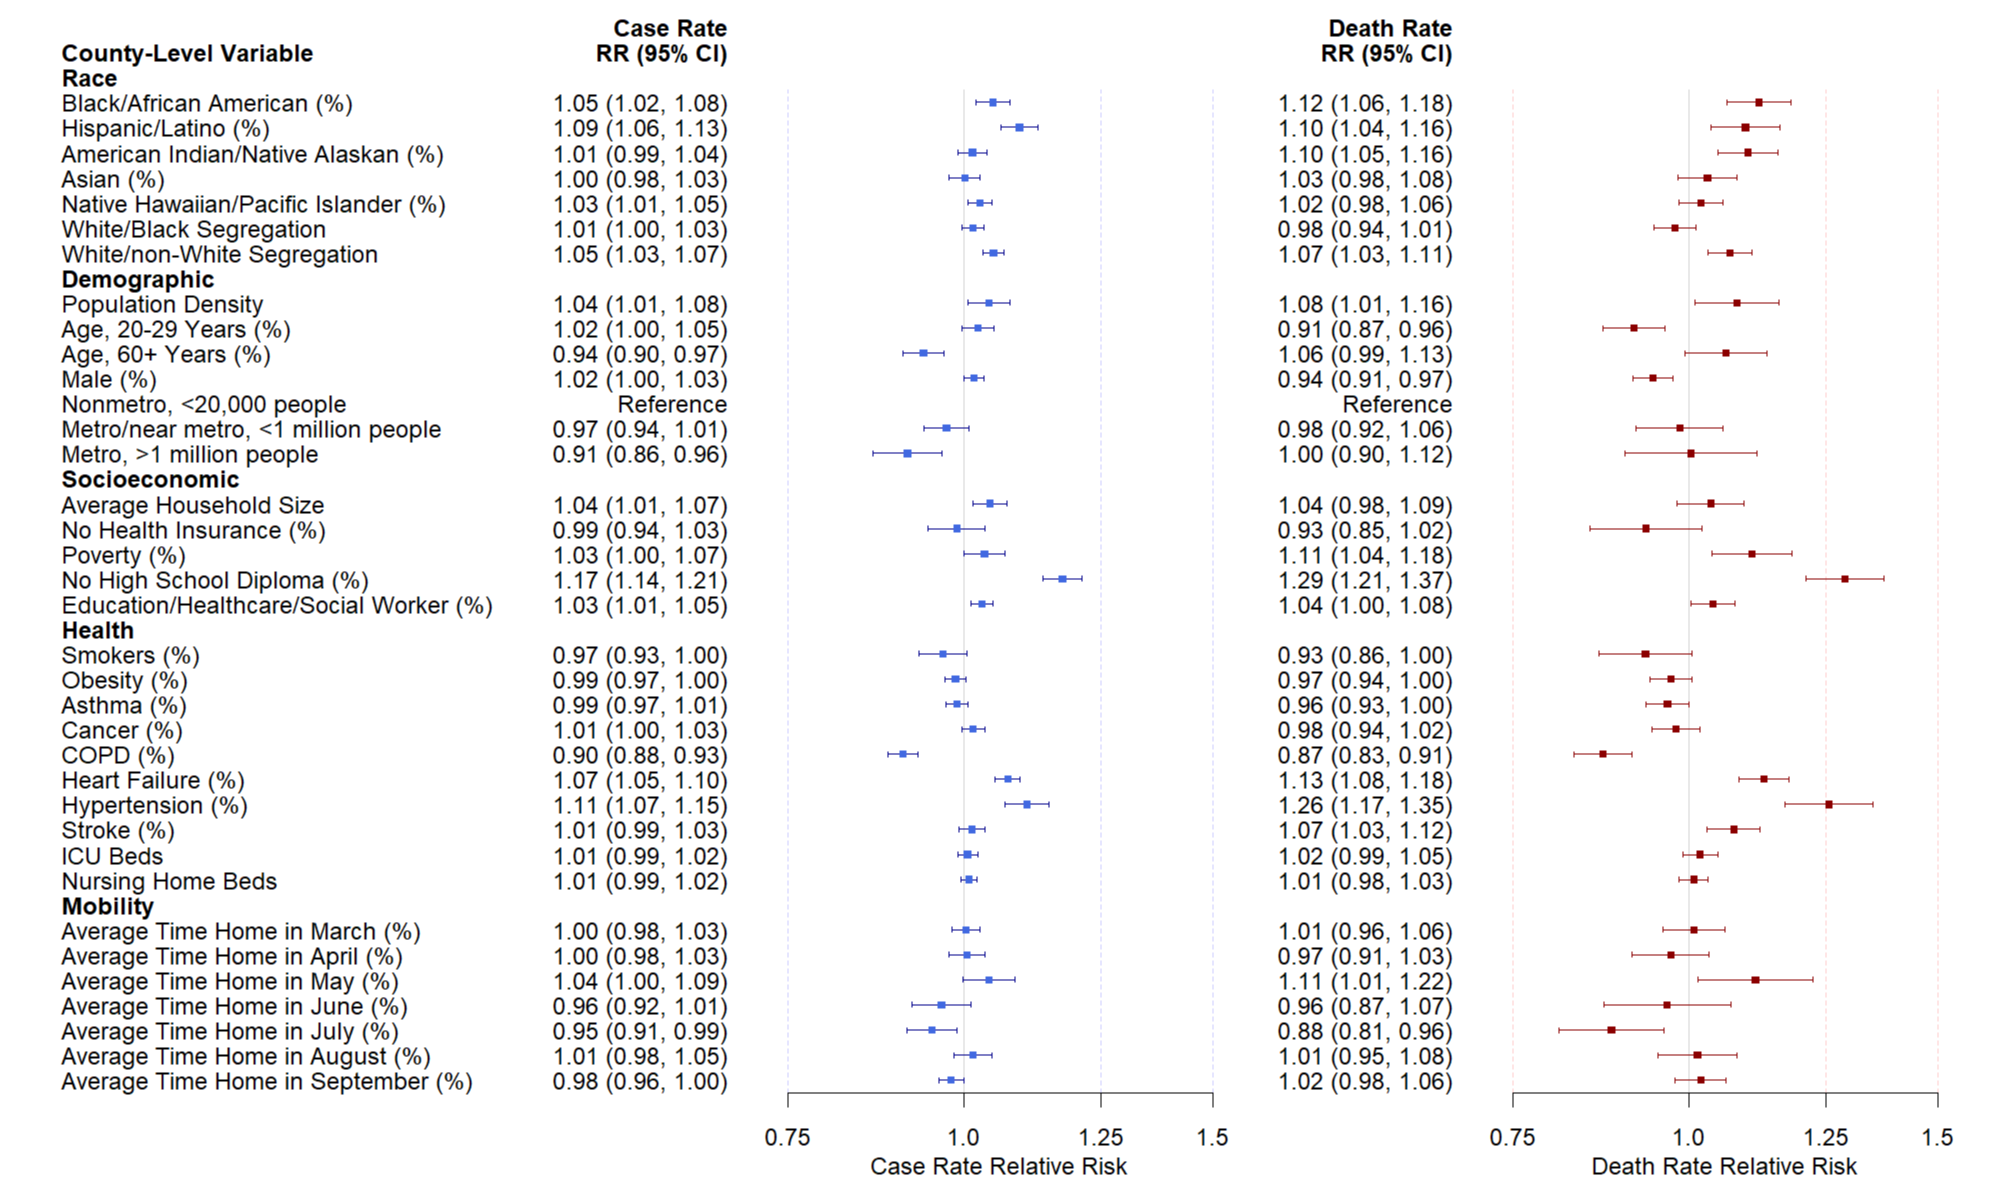 Case Rate Death Rate
County-Level Variable RR (95% CI) RR (95% CI)
Race
Black/African American (%) 1.05 (1.02, 1.08) 1.12 (1.06, 1.18)
Hispanic/Latino (%) 1.09 (1.06, 1.13) 1.10 (1.04, 1.16)
American Indian/Native Alaskan (%) 1.01 (0.99, 1.04) 1.10 (1.05, 1.16)
Asian (%) 1.00 (0.98, 1.03) 1.03 (0.98, 1.08)
Native Hawaiian/Pacific Islander (%) 1.03 (1.01, 1.05) 1.02 (0.98, 1.06)
White/Black Segregation 1.01 (1.00, 1.03) 0.98 (0.94, 1.01)
White/non-White Segregation 1.05 (1.03, 1.07) 1.07 (1.03, 1.11)
Demographic
Population Density 1.04 (1.01, 1.08) 1.08 (1.01, 1.16)
Age, 20-29 Years (%) 1.02 (1.00, 1.05) 0.91 (0.87, 0.96)
Age, 60+ Years (%) 0.94 (0.90, 0.97) 1.06 (0.99, 1.13)
Male (%) 1.02 (1.00, 1.03) 0.94 (0.91, 0.97)
Nonmetro, <20,000 people Reference Reference
Metro/near metro, <1 million people 0.97 (0.94, 1.01) 0.98 (0.92, 1.06)
Metro, >1 million people 0.91 (0.86, 0.96) 1.00 (0.90, 1.12)
Socioeconomic
Average Household Size 1.04 (1.01, 1.07) 1.04 (0.98, 1.09)
No Health Insurance (%) 0.99 (0.94, 1.03) 0.93 (0.85, 1.02)
Poverty (%) 1.03 (1.00, 1.07) 1.11 (1.04, 1.18)
No High School Diploma (%) 1.17 (1.14, 1.21) 1.29 (1.21, 1.37)
Education/Healthcare/Social Worker (%) 1.03 (1.01, 1.05) 1.04 (1.00, 1.08)
Health
Smokers (%) 0.97 (0.93, 1.00) 0.93 (0.86, 1.00)
Obesity (%) 0.99 (0.97, 1.00) 0.97 (0.94, 1.00)
Asthma (%) 0.99 (0.97, 1.01) 0.96 (0.93, 1.00)
Cancer (%) 1.01 (1.00, 1.03) 0.98 (0.94, 1.02)
COPD (%) 0.90 (0.88, 0.93) 0.87 (0.83, 0.91)
Heart Failure (%) 1.07 (1.05, 1.10) 1.13 (1.08, 1.18)
Hypertension (%) 1.11 (1.07, 1.15) 1.26 (1.17, 1.35)
Stroke (%) 1.01 (0.99, 1.03) 1.07 (1.03, 1.12)
ICU Beds 1.01 (0.99, 1.02) 1.02 (0.99, 1.05)
Nursing Home Beds 1.01 (0.99, 1.02) 1.01 (0.98, 1.03)
Mobility
Average Time Home in March (%) 1.00 (0.98, 1.03) 1.01 (0.96, 1.06)
Average Time Home in April (%) 1.00 (0.98, 1.03) 0.97 (0.91, 1.03)
Average Time Home in May (%) 1.04 (1.00, 1.09) 1.11 (1.01, 1.22)
Average Time Home in June (%) 0.96 (0.92, 1.01) 0.96 (0.87, 1.07)
Average Time Home in July (%) 0.95 (0.91, 0.99) 0.88 (0.81, 0.96)
Average Time Home in August (%) 1.01 (0.98, 1.05) 1.01 (0.95, 1.08)
Average Time Home in September (%) 0.98 (0.96, 1.00) 1.02 (0.98, 1.06)
0.75 1.0 1.25 1.5 0.75 1.0 1.25 1.5
Case Rate Relative Risk Death Rate Relative Risk